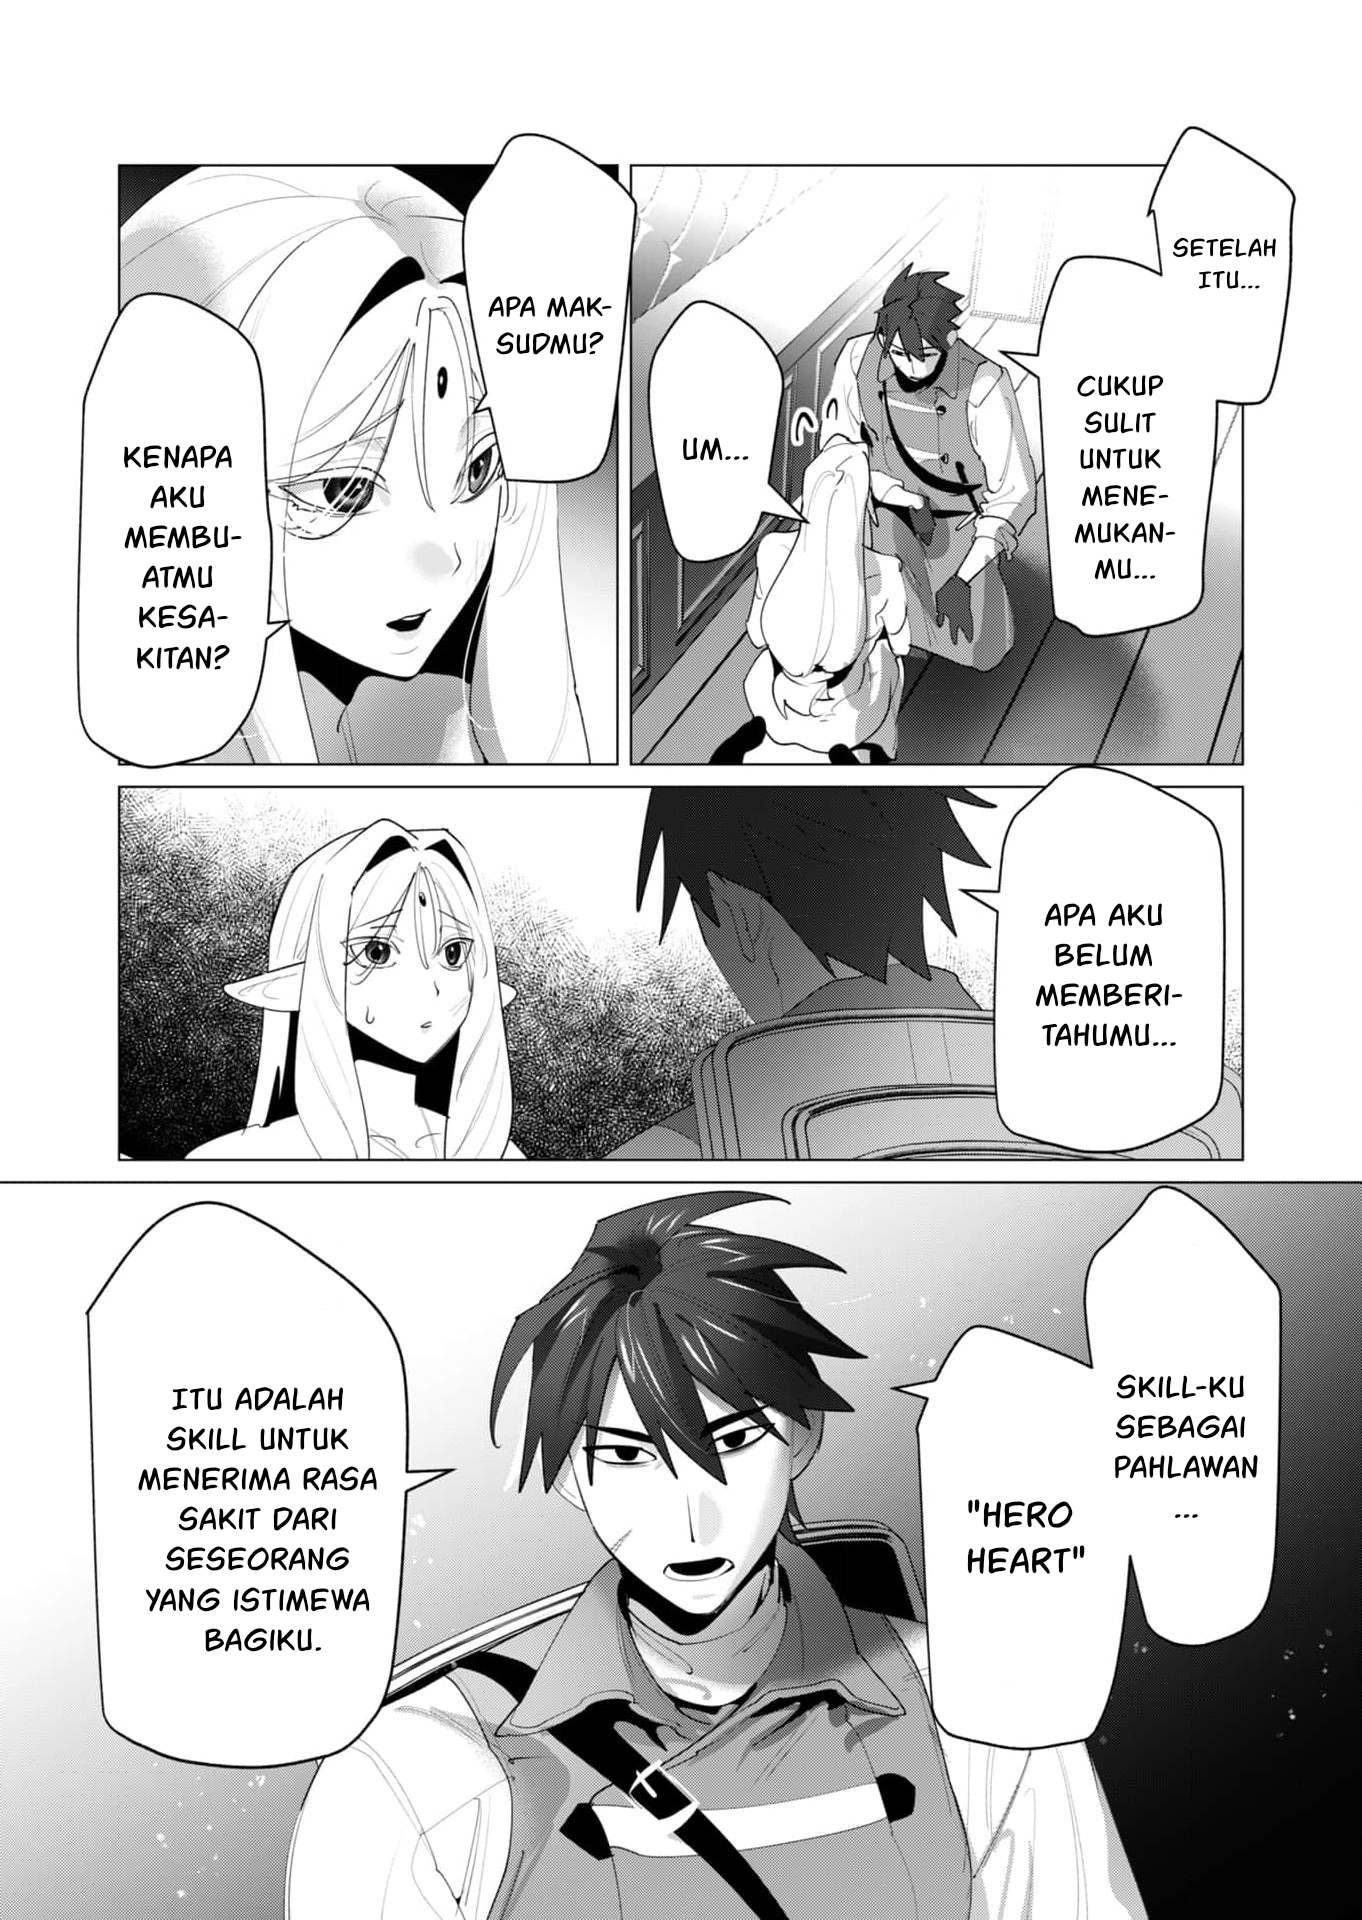 SETELAH
ITU...
CUKUP
SULIT
UNTUK
MENE-
MUKAN-
MU...
UM...
APA MAK-
SUDMU?
KENAPA
AKU
MEMBU-
ATMU
KESA-
KITAN?
APA AKU
BELUM
MEMBERI-
TAHUMU...
SKILL-KU
SEBAGAI
PAHLAWAN
...
"HERO
HEART"
ITU ADALAH
SKILL UNTUK
MENERIMA RASA
SAKIT DARI
SESEORANG
YANG ISTIMEWA
BAGIKU.